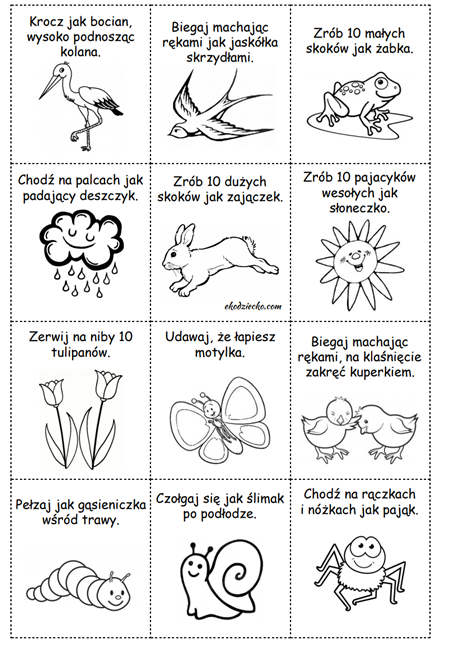 Krocz jak bocian,
wysoko podnosząc
kolana.
Biegaj machając
rękami jak jaskółka
skrzydłami.
Zrób 10 małych
skoków jak żabka.
Chodź na palcach jak
padający deszczyk.
Zrób 10 dużych
skoków jak zajączek.
ekodziecko.com
Zrób 10 pajacyków
wesołych jak
słoneczko.
Zerwij na niby 10
tulipanów.
Udawaj, że łapiesz
motylka.
Biegaj machając
rękami, na klaśnięcie
zakręć kuperkiem.
Pełzaj jak gąsieniczka
wśród trawy.
Czołgaj się jak ślimak
po podłodze.
Chodź na rączkach
i nóżkach jak pająk.